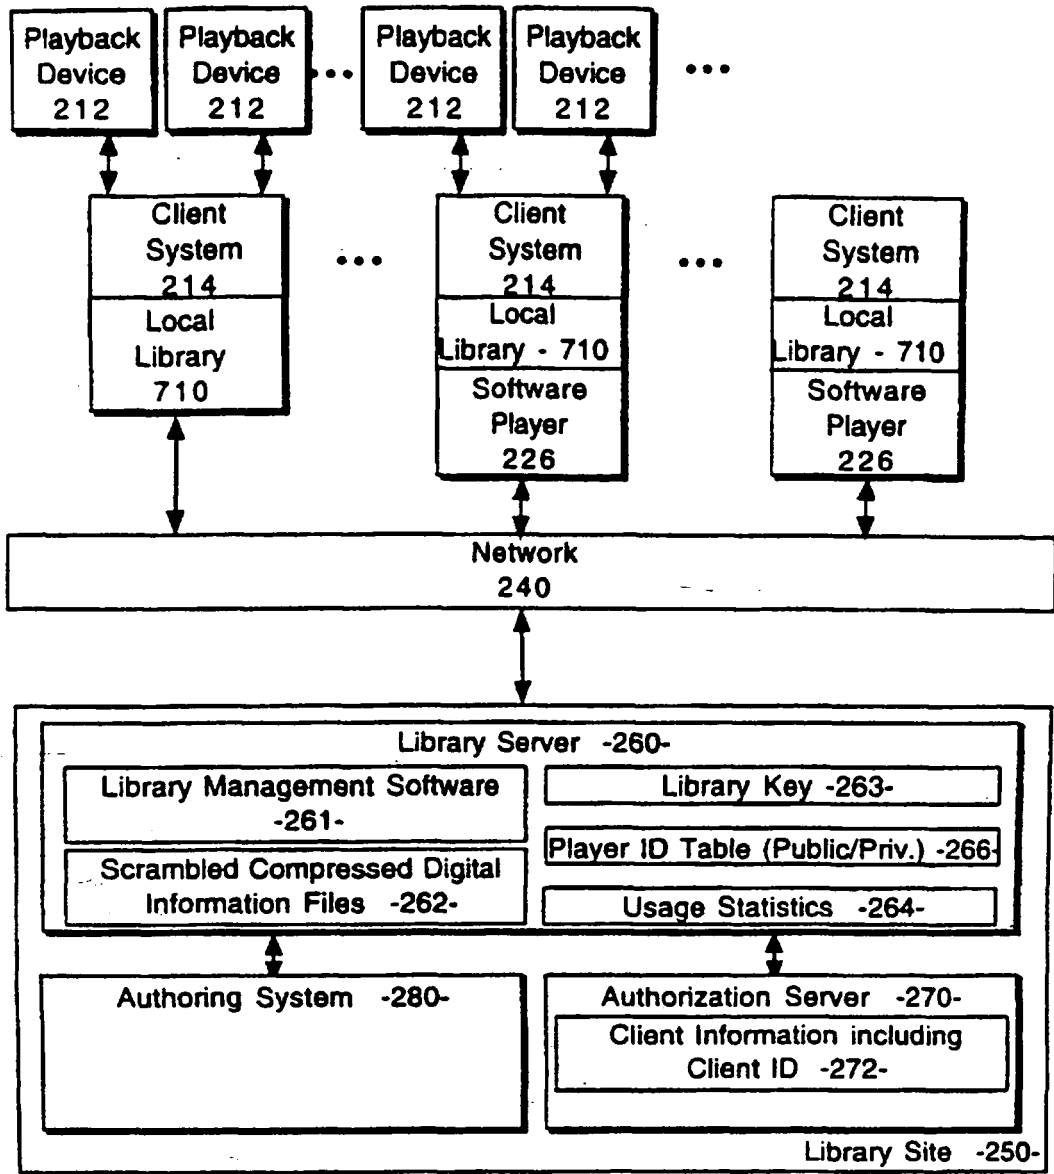 Playback
Device
212
Playback
Device
212
Playback
Device
212
Playback
Device
212
Client
System
214
Local
Library
710
Client
System
214
Local
Library - 710
Software
Player
226
Client
System
214
Local
Library - 710
Software
Player
226
Network
240
Library Server -260-
Library Management Software
-261-
Scrambled Compressed Digital
Information Files -262-
Library Key -263-
Player ID Table (Public/Priv.) -266-
Usage Statistics -264-
Authoring System -280-
Authorization Server -270-
Client Information including
Client ID -272-
Library Site -250-